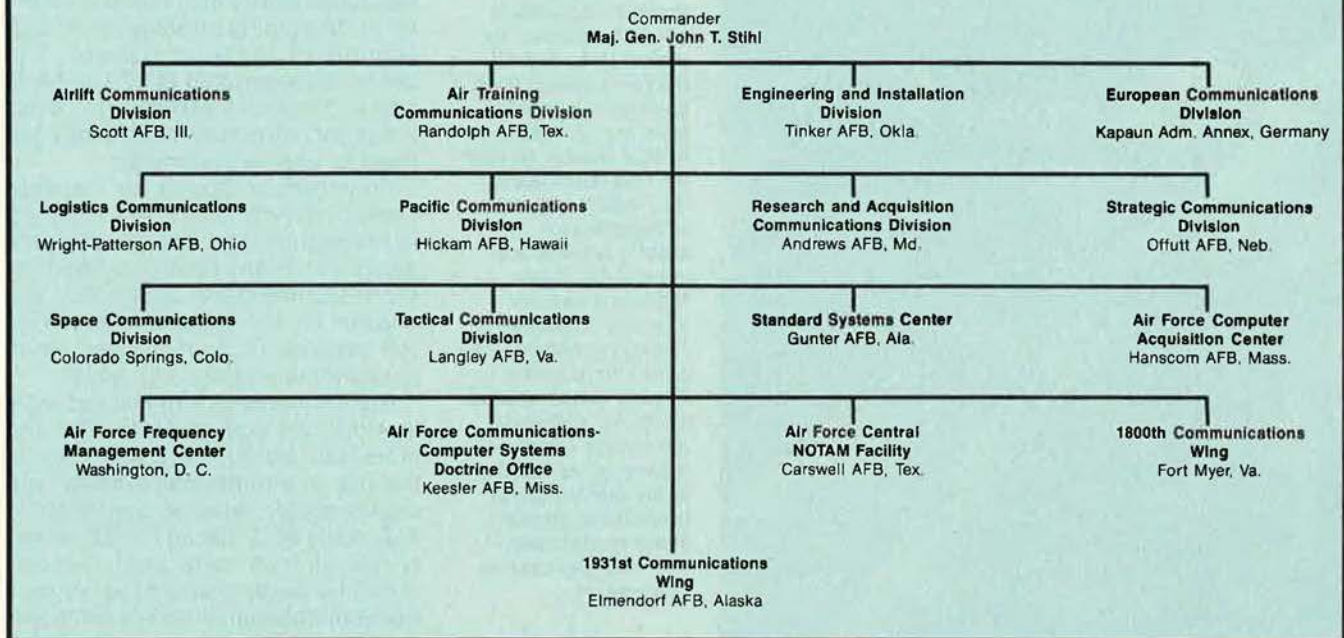 Commander
Maj. Gen. John T. Stihl
Airlift Communications
Division
Scott AFB, Ill.
Air Training
Communications Division
Randolph AFB, Tex.
Engineering and Installation
Division
Tinker AFB, Okla.
European Communications
Division
Kapaun Adm. Annex, Germany
Logistics Communications
Division
Wright-Patterson AFB, Ohio
Pacific Communications
Division
Hickam AFB, Hawaii
Research and Acquisition
Communications Division
Andrews AFB, Md.
Strategic Communications
Division
Offutt AFB, Neb.
Space Communications
Division
Colorado Springs, Colo.
Tactical Communications
Division
Langley AFB, Va.
Standard Systems Center
Gunter AFB, Ala.
Air Force Computer
Acquisition Center
Hanscom AFB, Mass.
Air Force Frequency
Management Center
Washington, D. C.
Air Force Communications-
Computer Systems
Doctrine Office
Keesler AFB, Miss.
Air Force Central
NOTAM Facility
Carswell AFB, Tex.
1800th Communications
Wing
Fort Myer, Va.
1931st Communications
Wing
Elmendorf AFB, Alaska